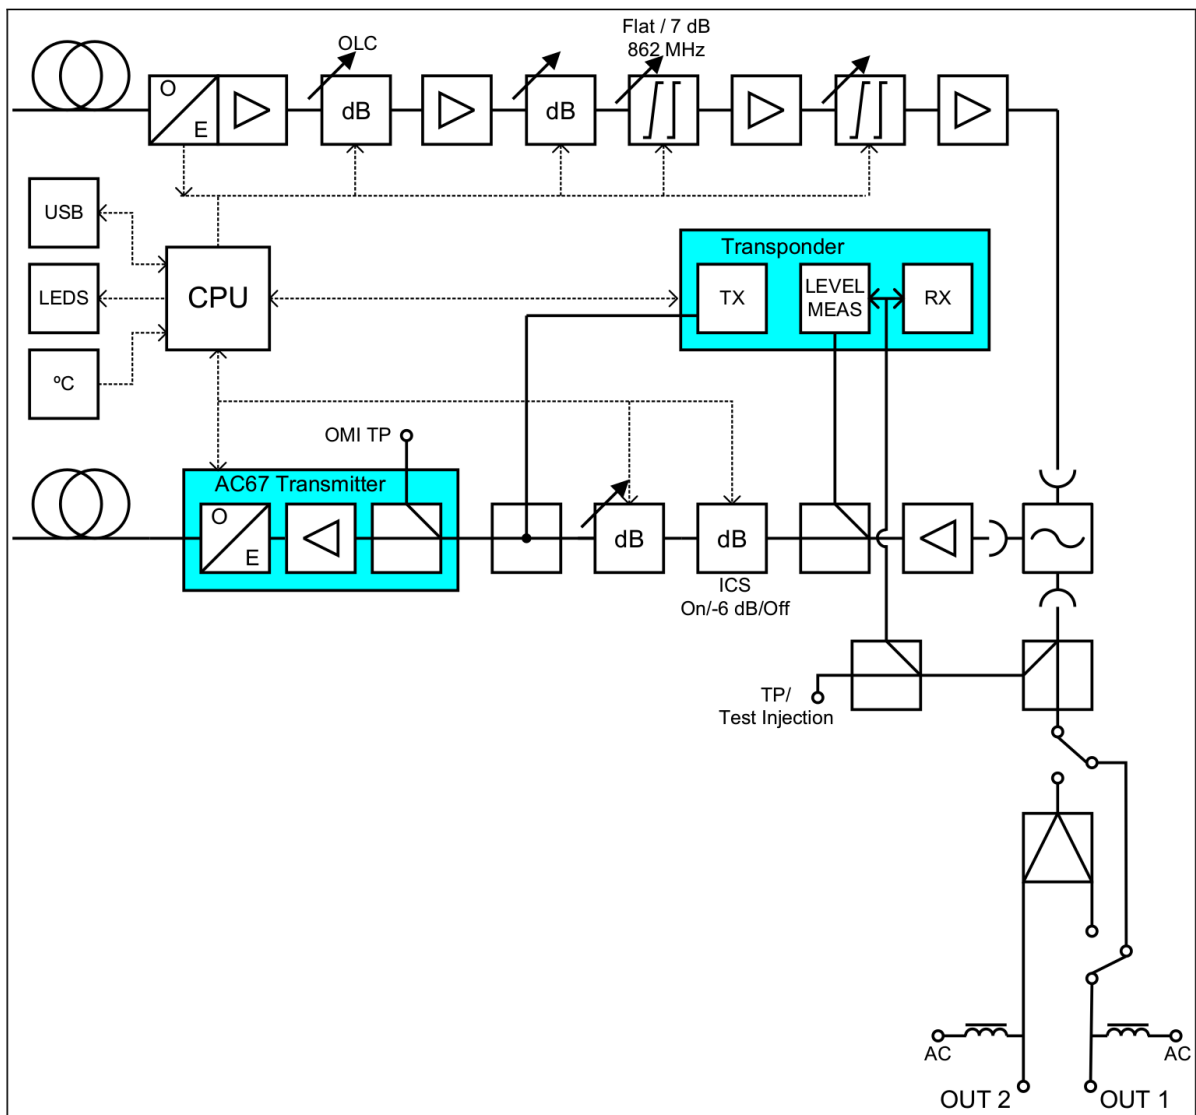 Flat / 7 dB
862 MHz
OLC
O
E
dB
dB
USB
LEDS
ºC
CPU
Transponder
TX
LEVEL
MEAS
RX
OMI TP
AC67 Transmitter
O
E
dB
dB
ICS
On/-6 dB/Off
TP/
Test Injection
AC
AC
OUT 2
OUT 1